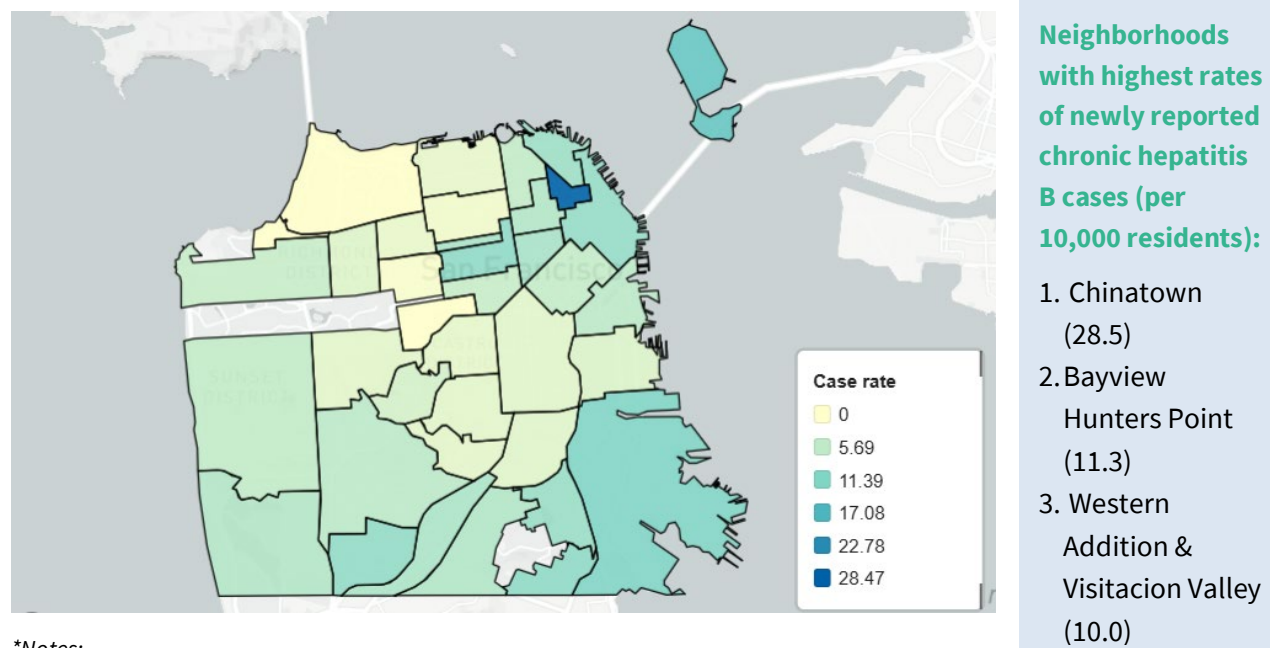 Neighborhoods
with highest rates
of newly reported
chronic hepatitis
B cases (per
10,000 residents):
1. Chinatown
(28.5)
2. Bayview
Hunters Point
(11.3)
3. Western
Addition &
Visitacion Valley
(10.0)
RICHMOND
DISTRICT
San Francisco
SUNSET
DISTRICT
Case rate
0
5.69
11.39
17.08
22.78
28.47
*Notes: